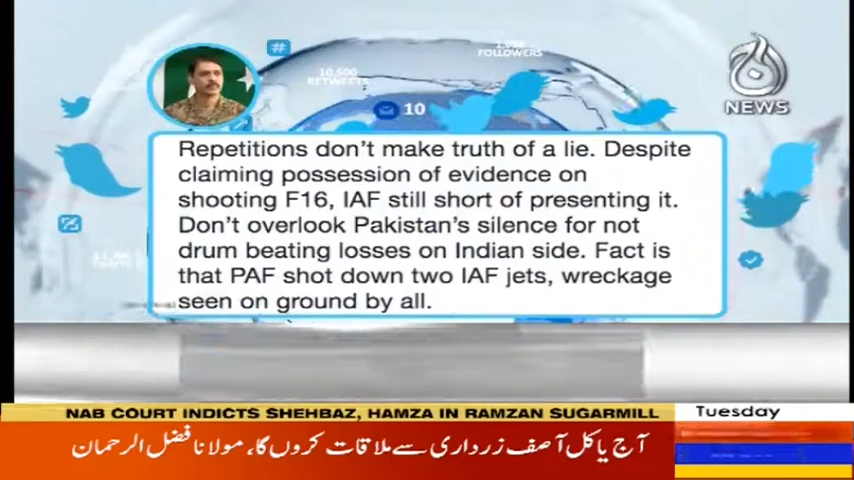 1,098
FOLLOWERS
#
10,500
RETWEETS
10
NEWS
Repetitions don't make truth of a lie. Despite
claiming possession of evidence on
shooting F16, IAF still short of presenting it.
Don't overlook Pakistan's silence for not
drum beating losses on Indian side. Fact is
that PAF shot down two IAF jets, wreckage
seen on ground by all.
NAB COURT INDICTS SHEHBAZ, HAMZA IN RAMZAN SUGARMILL
Tuesday
آج یا کل آصف زرداری سے ملاقات کروں گا، مولانا فضل الرحمان